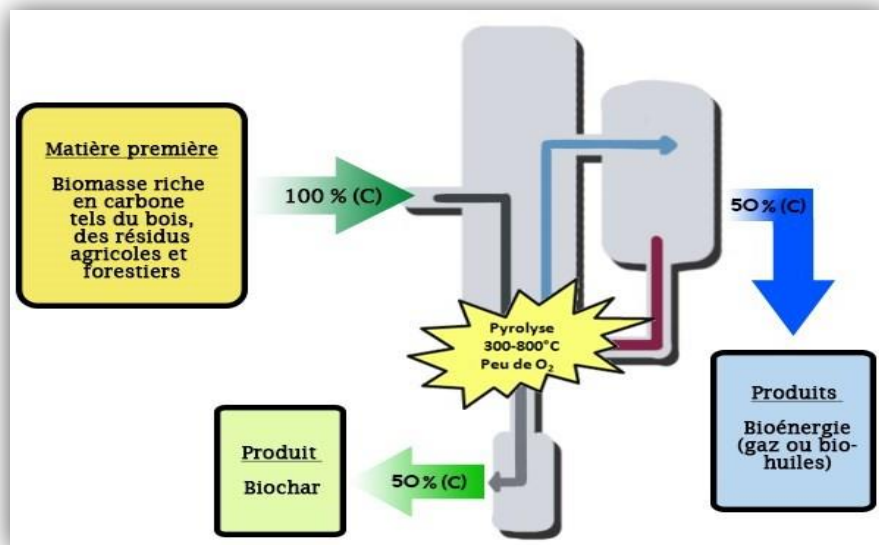 Matière première
Biomasse riche
en carbone
tels du bois,
des résidus
agricoles et
forestiers
100 % (C)
50 % (C)
Pyrolyse
300-800°C
Peu de O₂
Produit
Biochar
50 % (C)
Produits
Bioénergie
(gaz ou bio-
huiles)